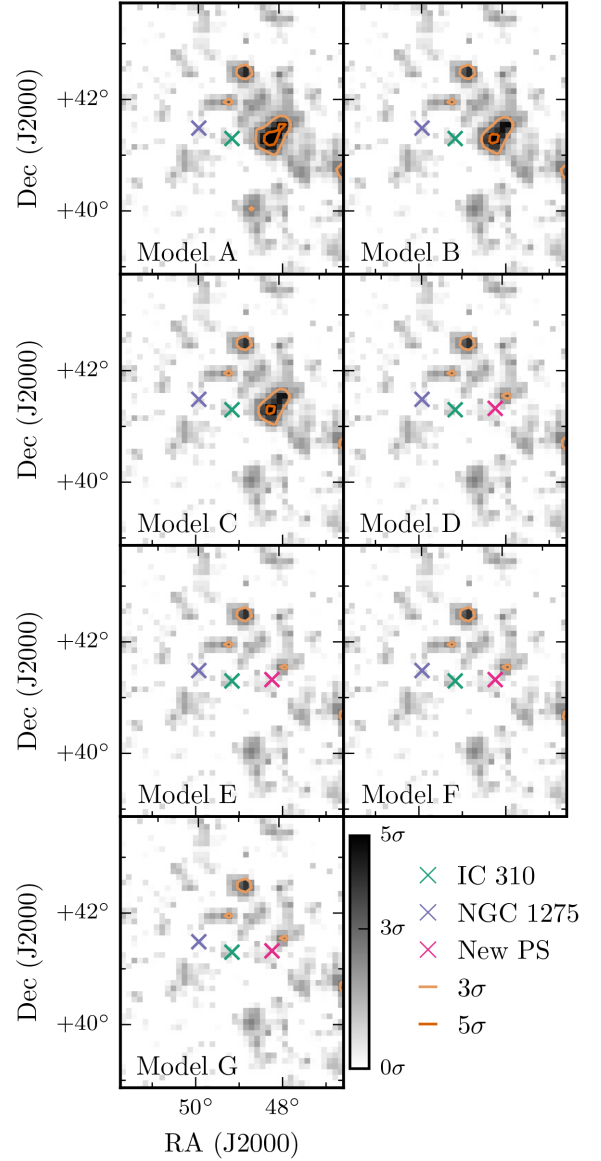 Dec (J2000)
+42°
+40°
Model A
Model B
Dec (J2000)
+42°
+40°
Model C
Model D
Dec (J2000)
+42°
+40°
Model E
Model F
Dec (J2000)
+42°
+40°
Model G
50°
48°
RA (J2000)
5σ
3σ
0σ
IC 310
NGC 1275
New PS
3σ
5σ